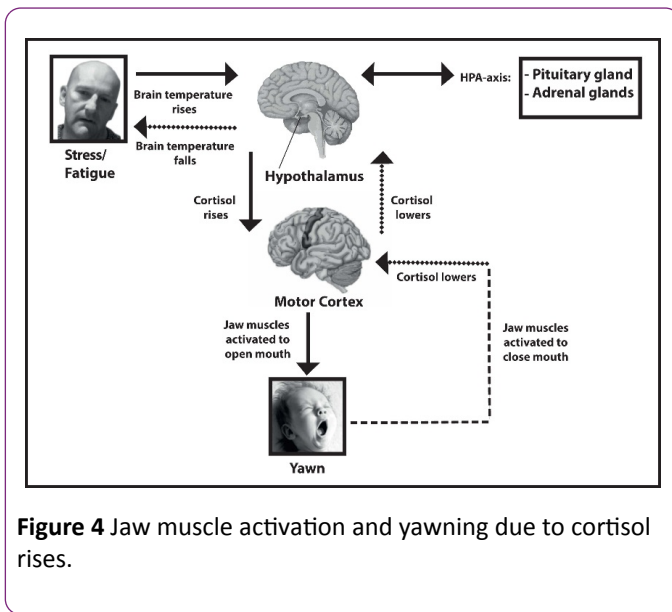 Brain temperature
rises
Brain temperature
falls
Stress/
Fatigue
Hypothalamus
HPA-axis:
- Pituitary gland
- Adrenal glands
Cortisol
rises
Cortisol
lowers
Cortisol lowers
Motor Cortex
Jaw muscles
activated to
open mouth
Jaw muscles
activated to
close mouth
Yawn
Figure 4 Jaw muscle activation and yawning due to cortisol
rises.